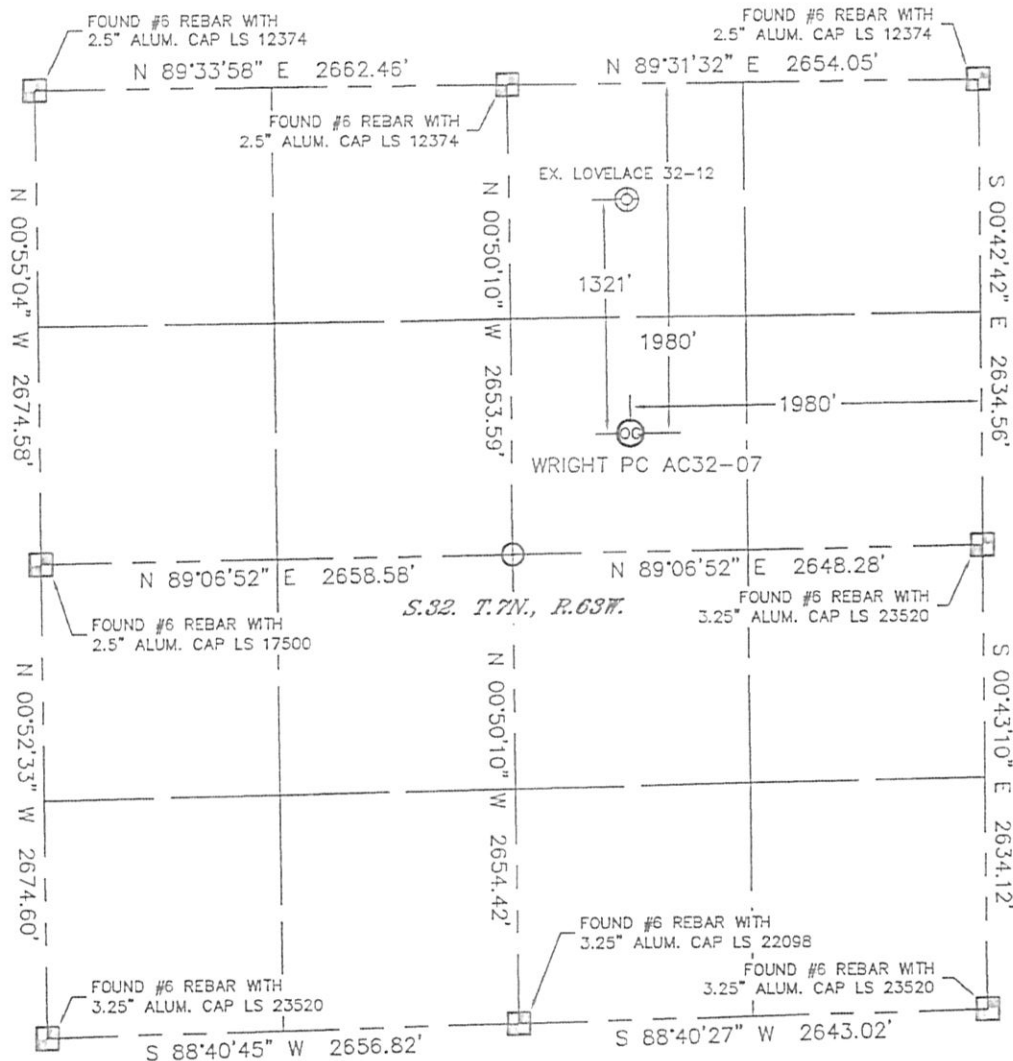 FOUND #6 REBAR WITH
2.5" ALUM. CAP LS 12374
FOUND #6 REBAR WITH
2.5" ALUM. CAP LS 12374
N 89°33'58" E 2662.46'
N 89°31'32" E 2654.05'
FOUND #6 REBAR WITH
2.5" ALUM. CAP LS 12374
EX. LOVELACE 32-12
N 00°55'04" W 2674.58'
N 00°50'10" W 2653.59'
1321'
1980'
S 00°42'42" E 2634.56'
1980'
OG
WRIGHT PC AC32-07
N 89°06'52" E 2658.58'
N 89°06'52" E 2648.28'
S.32. T.7N., R.63W.
FOUND #6 REBAR WITH
2.5" ALUM. CAP LS 17500
FOUND #6 REBAR WITH
3.25" ALUM. CAP LS 23520
N 00°52'33" W 2674.60'
N 00°50'10" W 2654.42'
S 00°43'10" E 2634.12'
FOUND #6 REBAR WITH
3.25" ALUM. CAP LS 22098
FOUND #6 REBAR WITH
3.25" ALUM. CAP LS 23520
FOUND #6 REBAR WITH
3.25" ALUM. CAP LS 23520
S 88°40'45" W 2656.82'
S 88°40'27" W 2643.02'